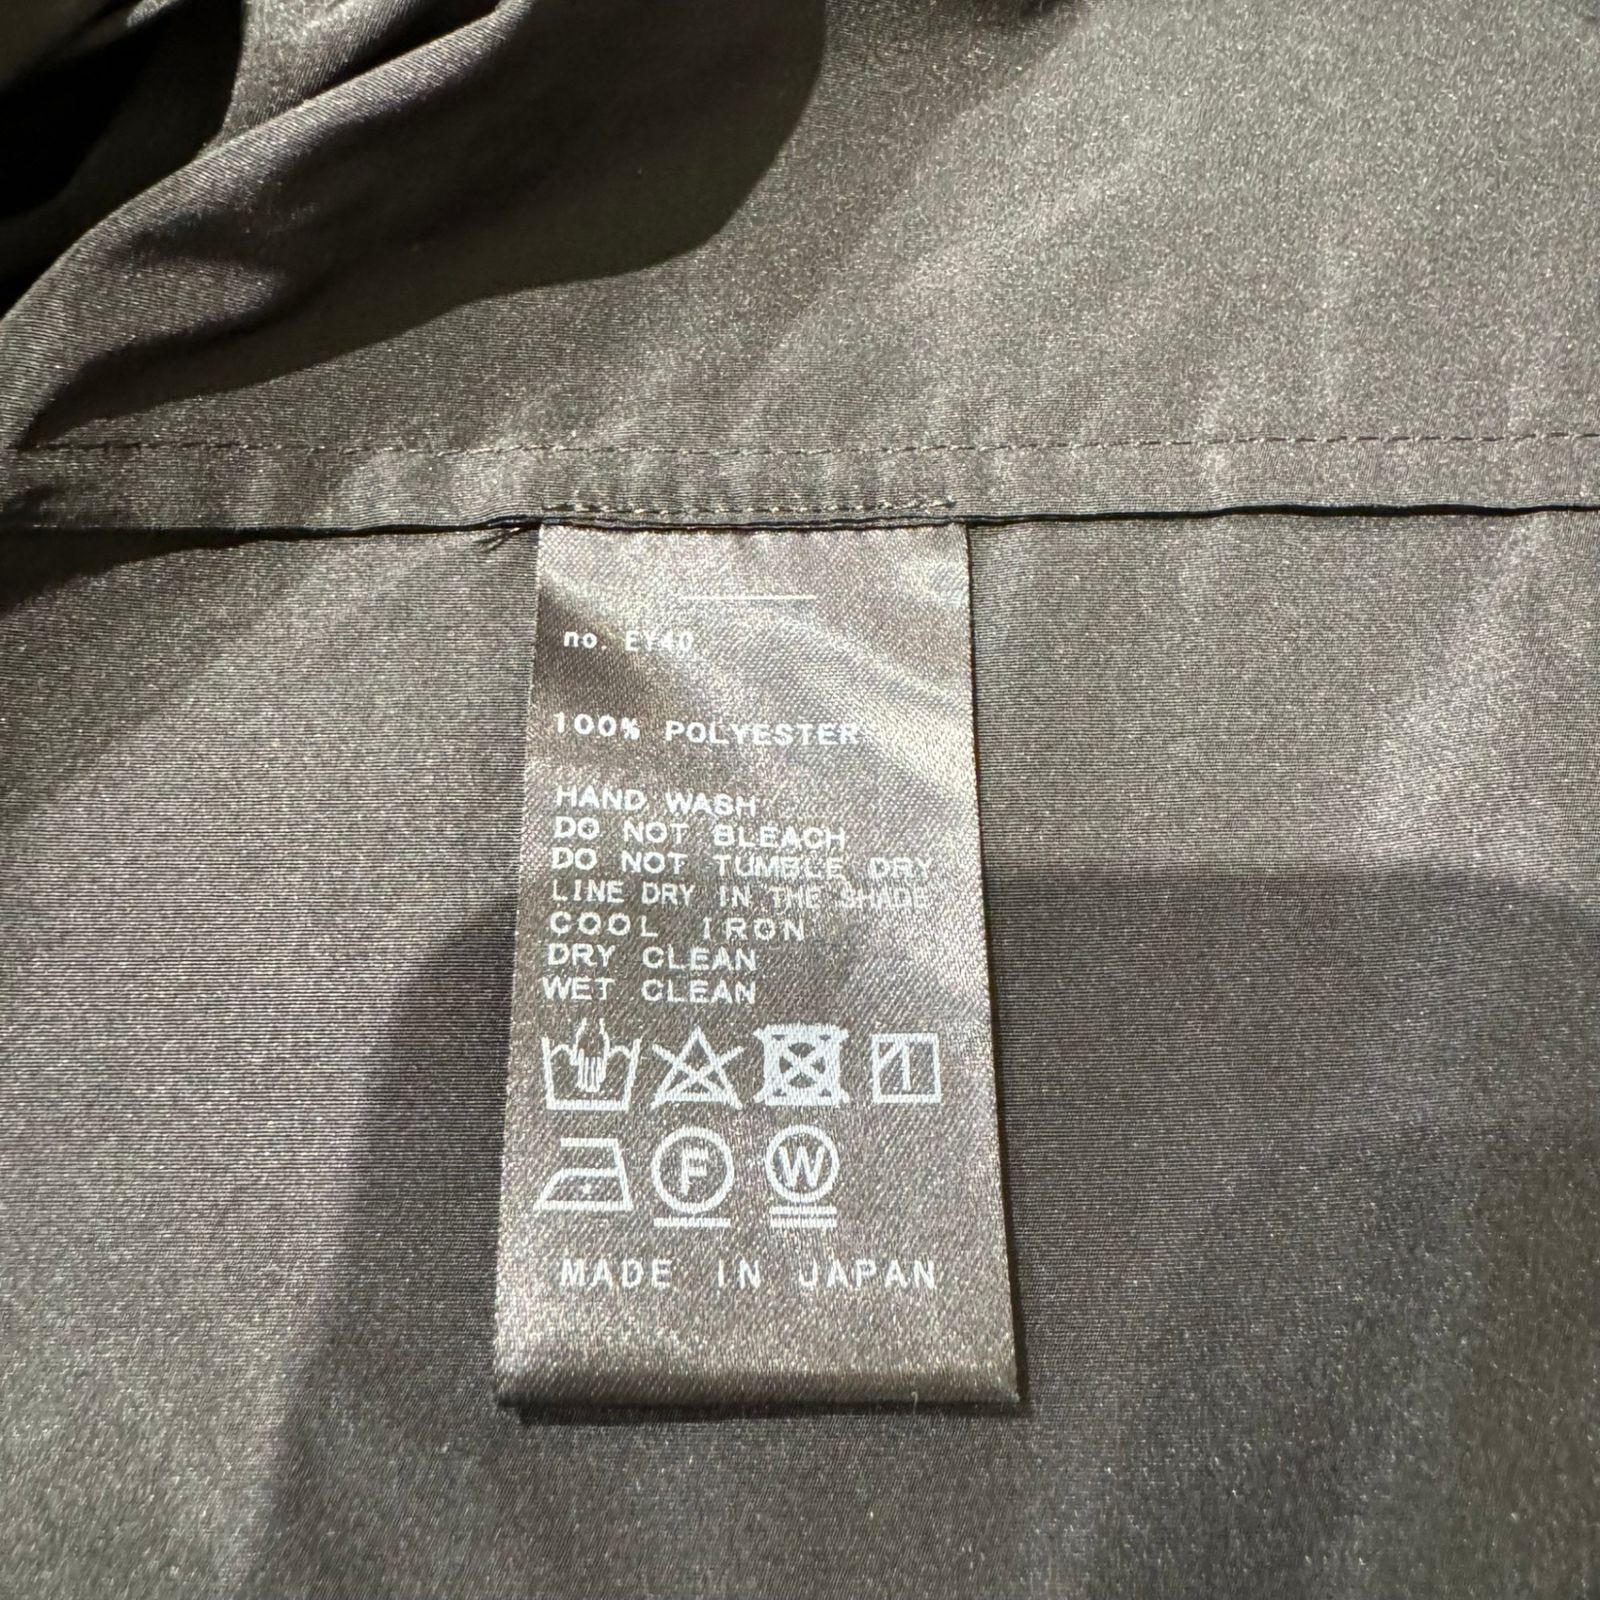 no. EY40
100% POLYESTER
HAND WASH
DO NOT BLEACH
DO NOT TUMBLE DRY
LINE DRY IN THE SHADE
COOL IRON
DRY CLEAN
WET CLEAN
F W
MADE IN JAPAN